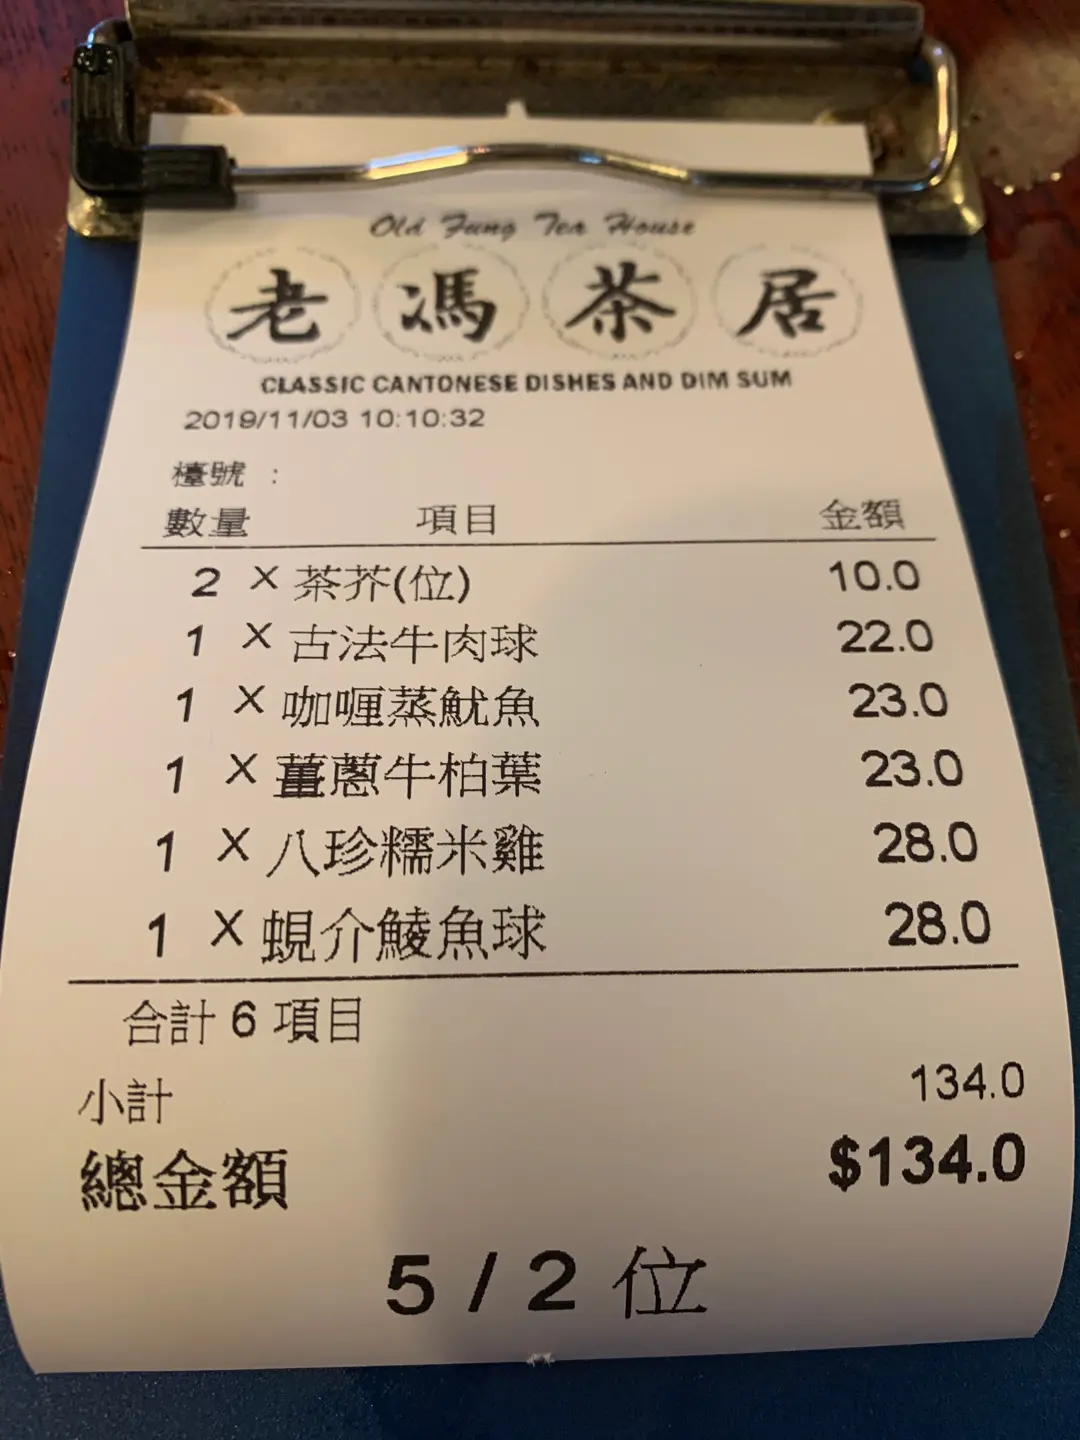 Old Fung Tea House
老馮茶居
CLASSIC CANTONESE DISHES AND DIM SUM
2019/11/03 10:10:32
檯號 :
數量 項目 金額
2 X 茶芥(位) 10.0
1 X 古法牛肉球 22.0
1 X 咖喱蒸魷魚 23.0
1 X 薑蔥牛柏葉 23.0
1 X 八珍糯米雞 28.0
1 X 蜆介鯪魚球 28.0
合計 6 項目
小計 134.0
總金額 $134.0
5 / 2 位